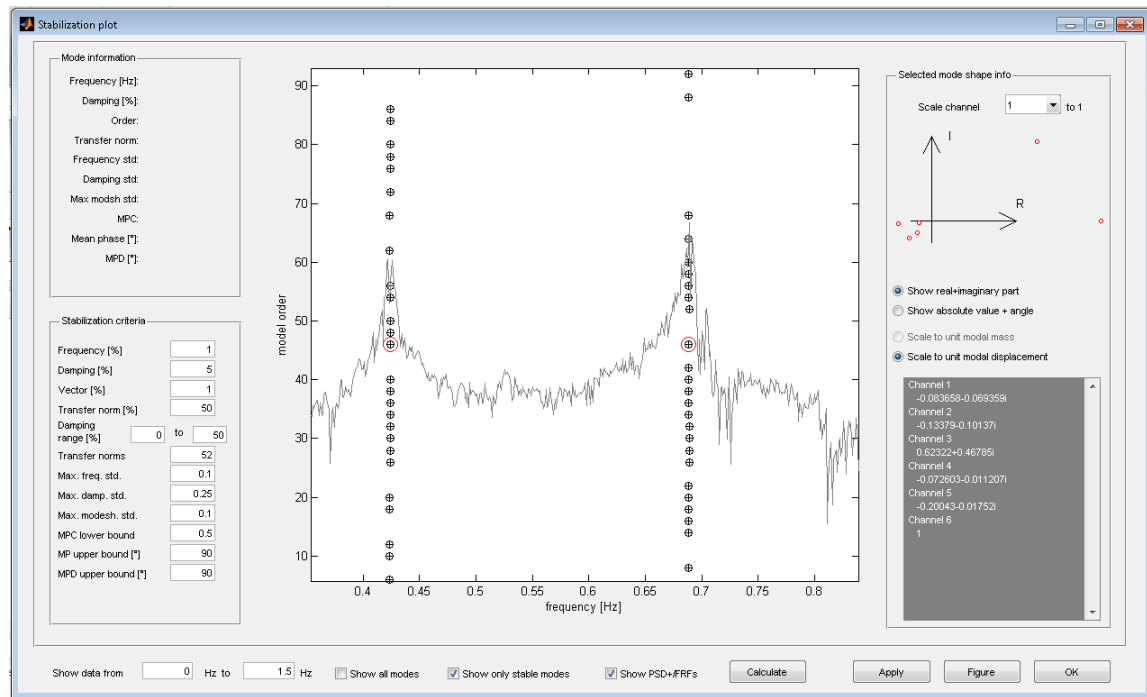 Stabilization plot
Mode information
Frequency [Hz]:
Damping [%]:
Order:
Transfer norm:
Frequency std:
Damping std:
Max modsh std:
MPC:
Mean phase [°]:
MPD [°]:
Stabilization criteria
Frequency [%] 1
Damping [%] 5
Vector [%] 1
Transfer norm [%] 50
Damping range [%] 0 to 50
Transfer norms 52
Max. freq. std. 0.1
Max. damp. std. 0.25
Max. modesh. std. 0.1
MPC lower bound 0.5
MP upper bound [°] 90
MPD upper bound [°] 90
90
80
70
60
50
40
30
20
10
model order
0.4 0.45 0.5 0.55 0.6 0.65 0.7 0.75 0.8
frequency [Hz]
Selected mode shape info
Scale channel 1 to 1
I
R
Show real+imaginary part
Show absolute value + angle
Scale to unit modal mass
Scale to unit modal displacement
Channel 1
-0.083658-0.069359i
Channel 2
-0.13379-0.10137i
Channel 3
0.62322+0.46785i
Channel 4
-0.072603-0.011207i
Channel 5
-0.20043-0.01752i
Channel 6
1
Show data from 0 Hz to 1.5 Hz Show all modes Show only stable modes Show PSD+/FRFs Calculate Apply Figure OK